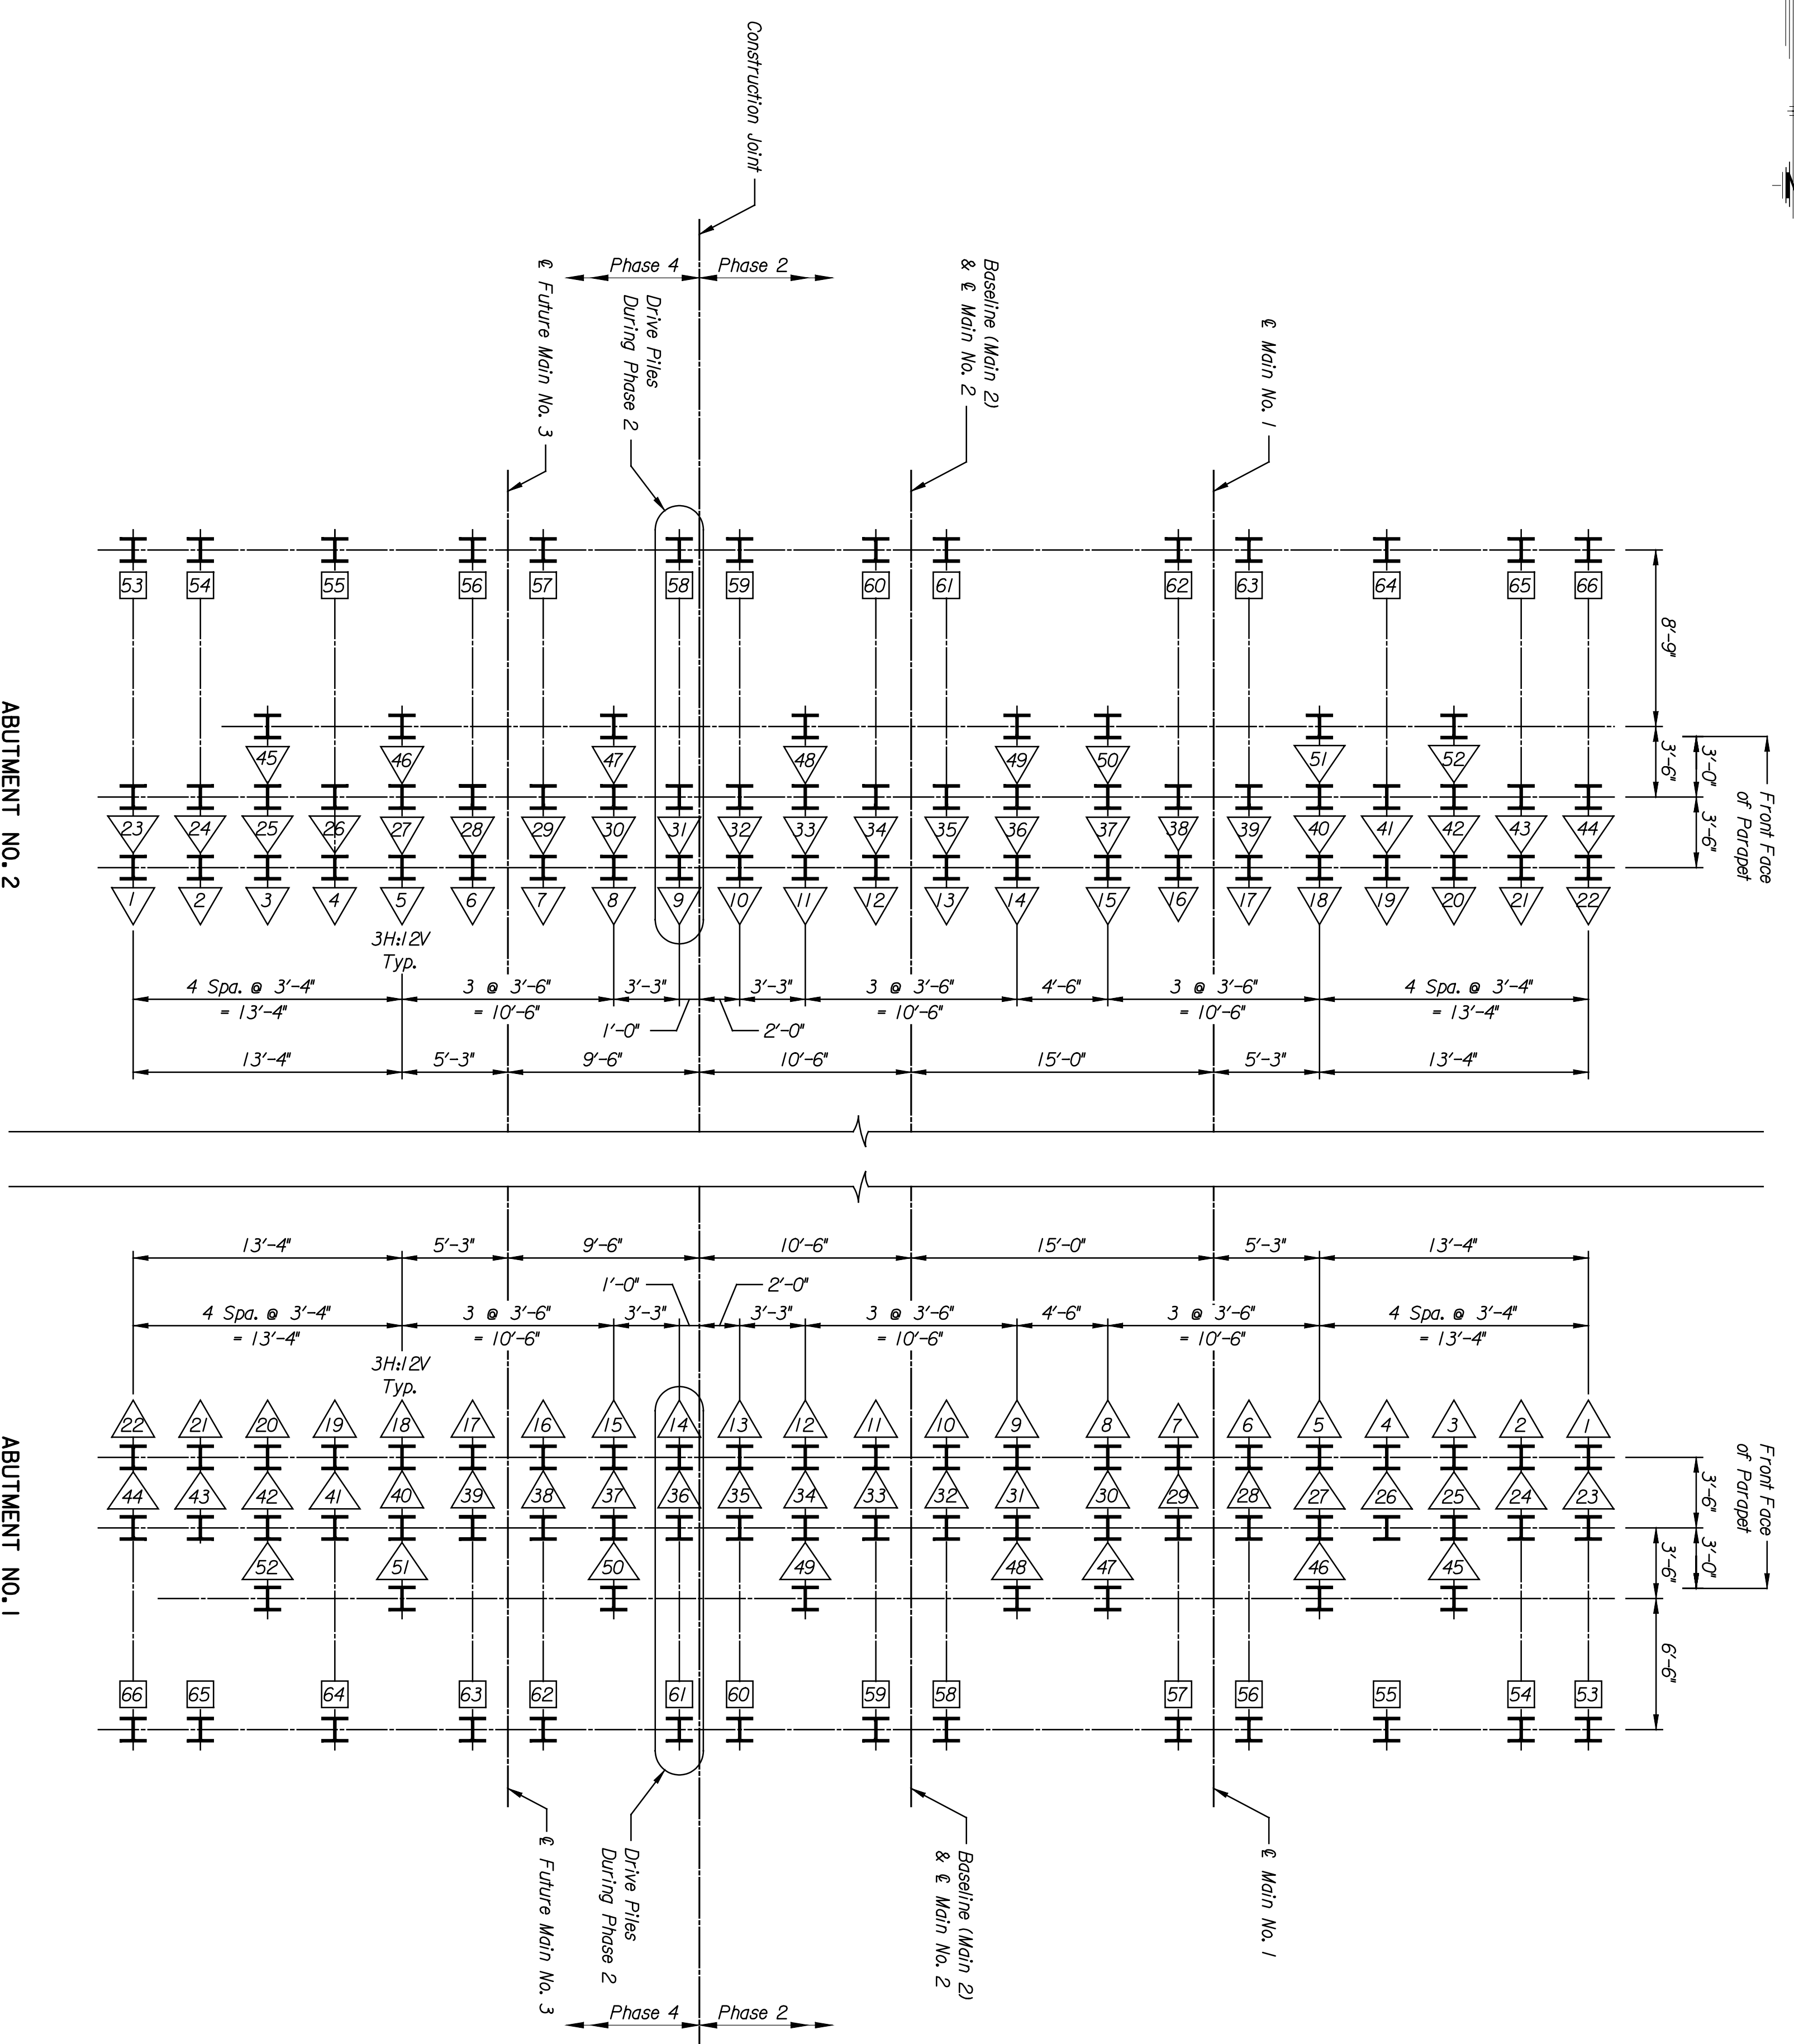 Construction Joint
Phase 4
Phase 2
℄ Future Main No. 3
Drive Piles
During Phase 2
Baseline (Main 2)
& ℄ Main No. 2
℄ Main No. 1
53 54 55 56 57 58 59 60 61 62 63 64 65 66
8'-9"
45 46 47 48 49 50 51 52
3'-6"
3'-0"
3'-6"
Front Face
of Parapet
23 24 25 26 27 28 29 30 31 32 33 34 35 36 37 38 39 40 41 42 43 44
1 2 3 4 5 6 7 8 9 10 11 12 13 14 15 16 17 18 19 20 21 22
3H:12V
Typ.
4 Spa. @ 3'-4"
= 13'-4"
3 @ 3'-6"
= 10'-6"
3'-3"
1'-0"
2'-0"
3'-3"
3 @ 3'-6"
= 10'-6"
4'-6"
3 @ 3'-6"
= 10'-6"
4 Spa. @ 3'-4"
= 13'-4"
13'-4" 5'-3" 9'-6" 10'-6" 15'-0" 5'-3" 13'-4"
ABUTMENT NO. 2
13'-4" 5'-3" 9'-6" 10'-6" 15'-0" 5'-3" 13'-4"
1'-0"
2'-0"
4 Spa. @ 3'-4"
= 13'-4"
3 @ 3'-6"
= 10'-6"
3'-3"
3'-3"
3 @ 3'-6"
= 10'-6"
4'-6"
3 @ 3'-6"
= 10'-6"
4 Spa. @ 3'-4"
= 13'-4"
3H:12V
Typ.
22 21 20 19 18 17 16 15 14 13 12 11 10 9 8 7 6 5 4 3 2 1
44 43 42 41 40 39 38 37 36 35 34 33 32 31 30 29 28 27 26 25 24 23
52 51 50 49 48 47 46 45
66 65 64 63 62 61 60 59 58 57 56 55 54 53
3'-6"
3'-0"
3'-6"
6'-6"
Front Face
of Parapet
℄ Future Main No. 3
Drive Piles
During Phase 2
Baseline (Main 2)
& ℄ Main No. 2
℄ Main No. 1
Phase 4
Phase 2
ABUTMENT NO. 1